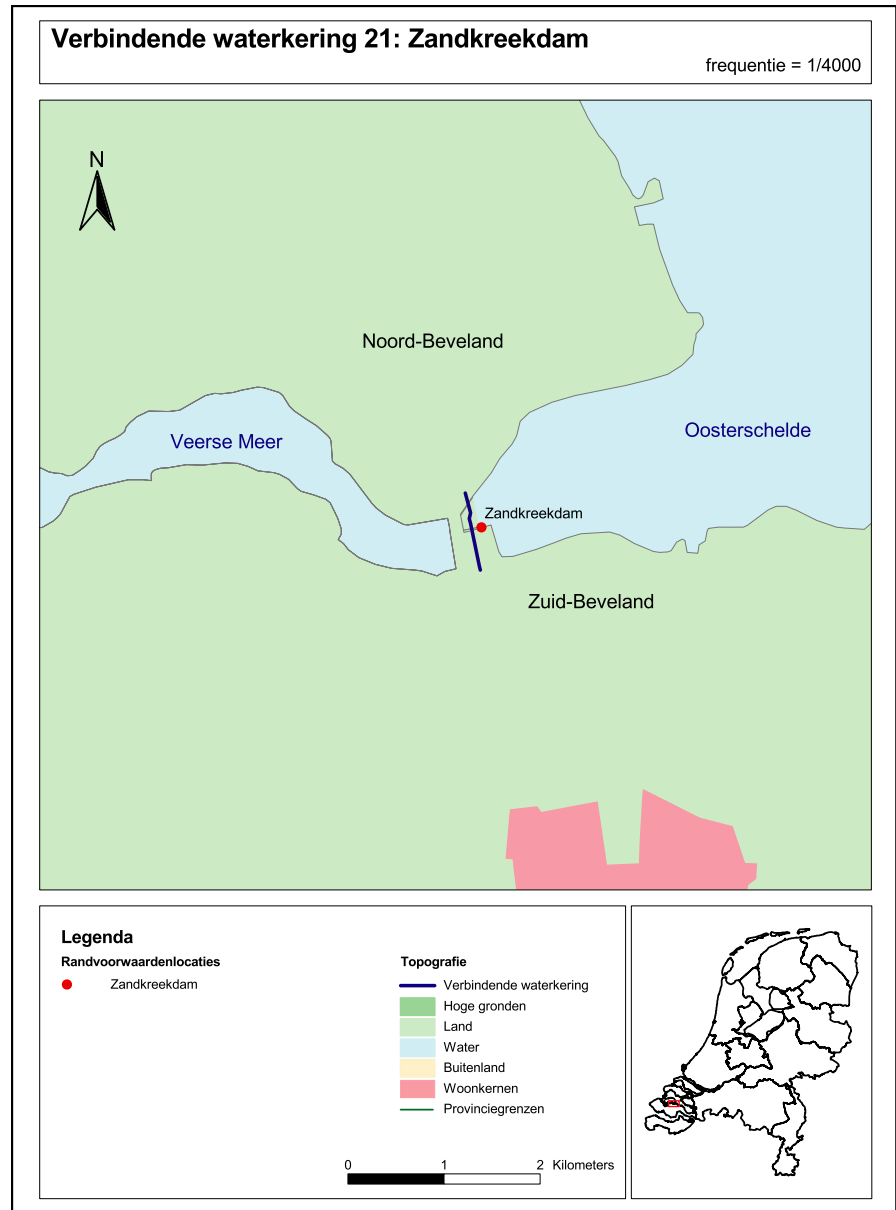 Verbindende waterkering 21: Zandkreekdam
frequentie = 1/4000
N
Noord-Beveland
Veerse Meer
Oosterschelde
Zandkreekdam
Zuid-Beveland
Legenda
Randvoorwaardenlocaties
Zandkreekdam
Topografie
Verbindende waterkering
Hoge gronden
Land
Water
Buitenland
Woonkernen
Provinciegrenzen
0 1 2 Kilometers